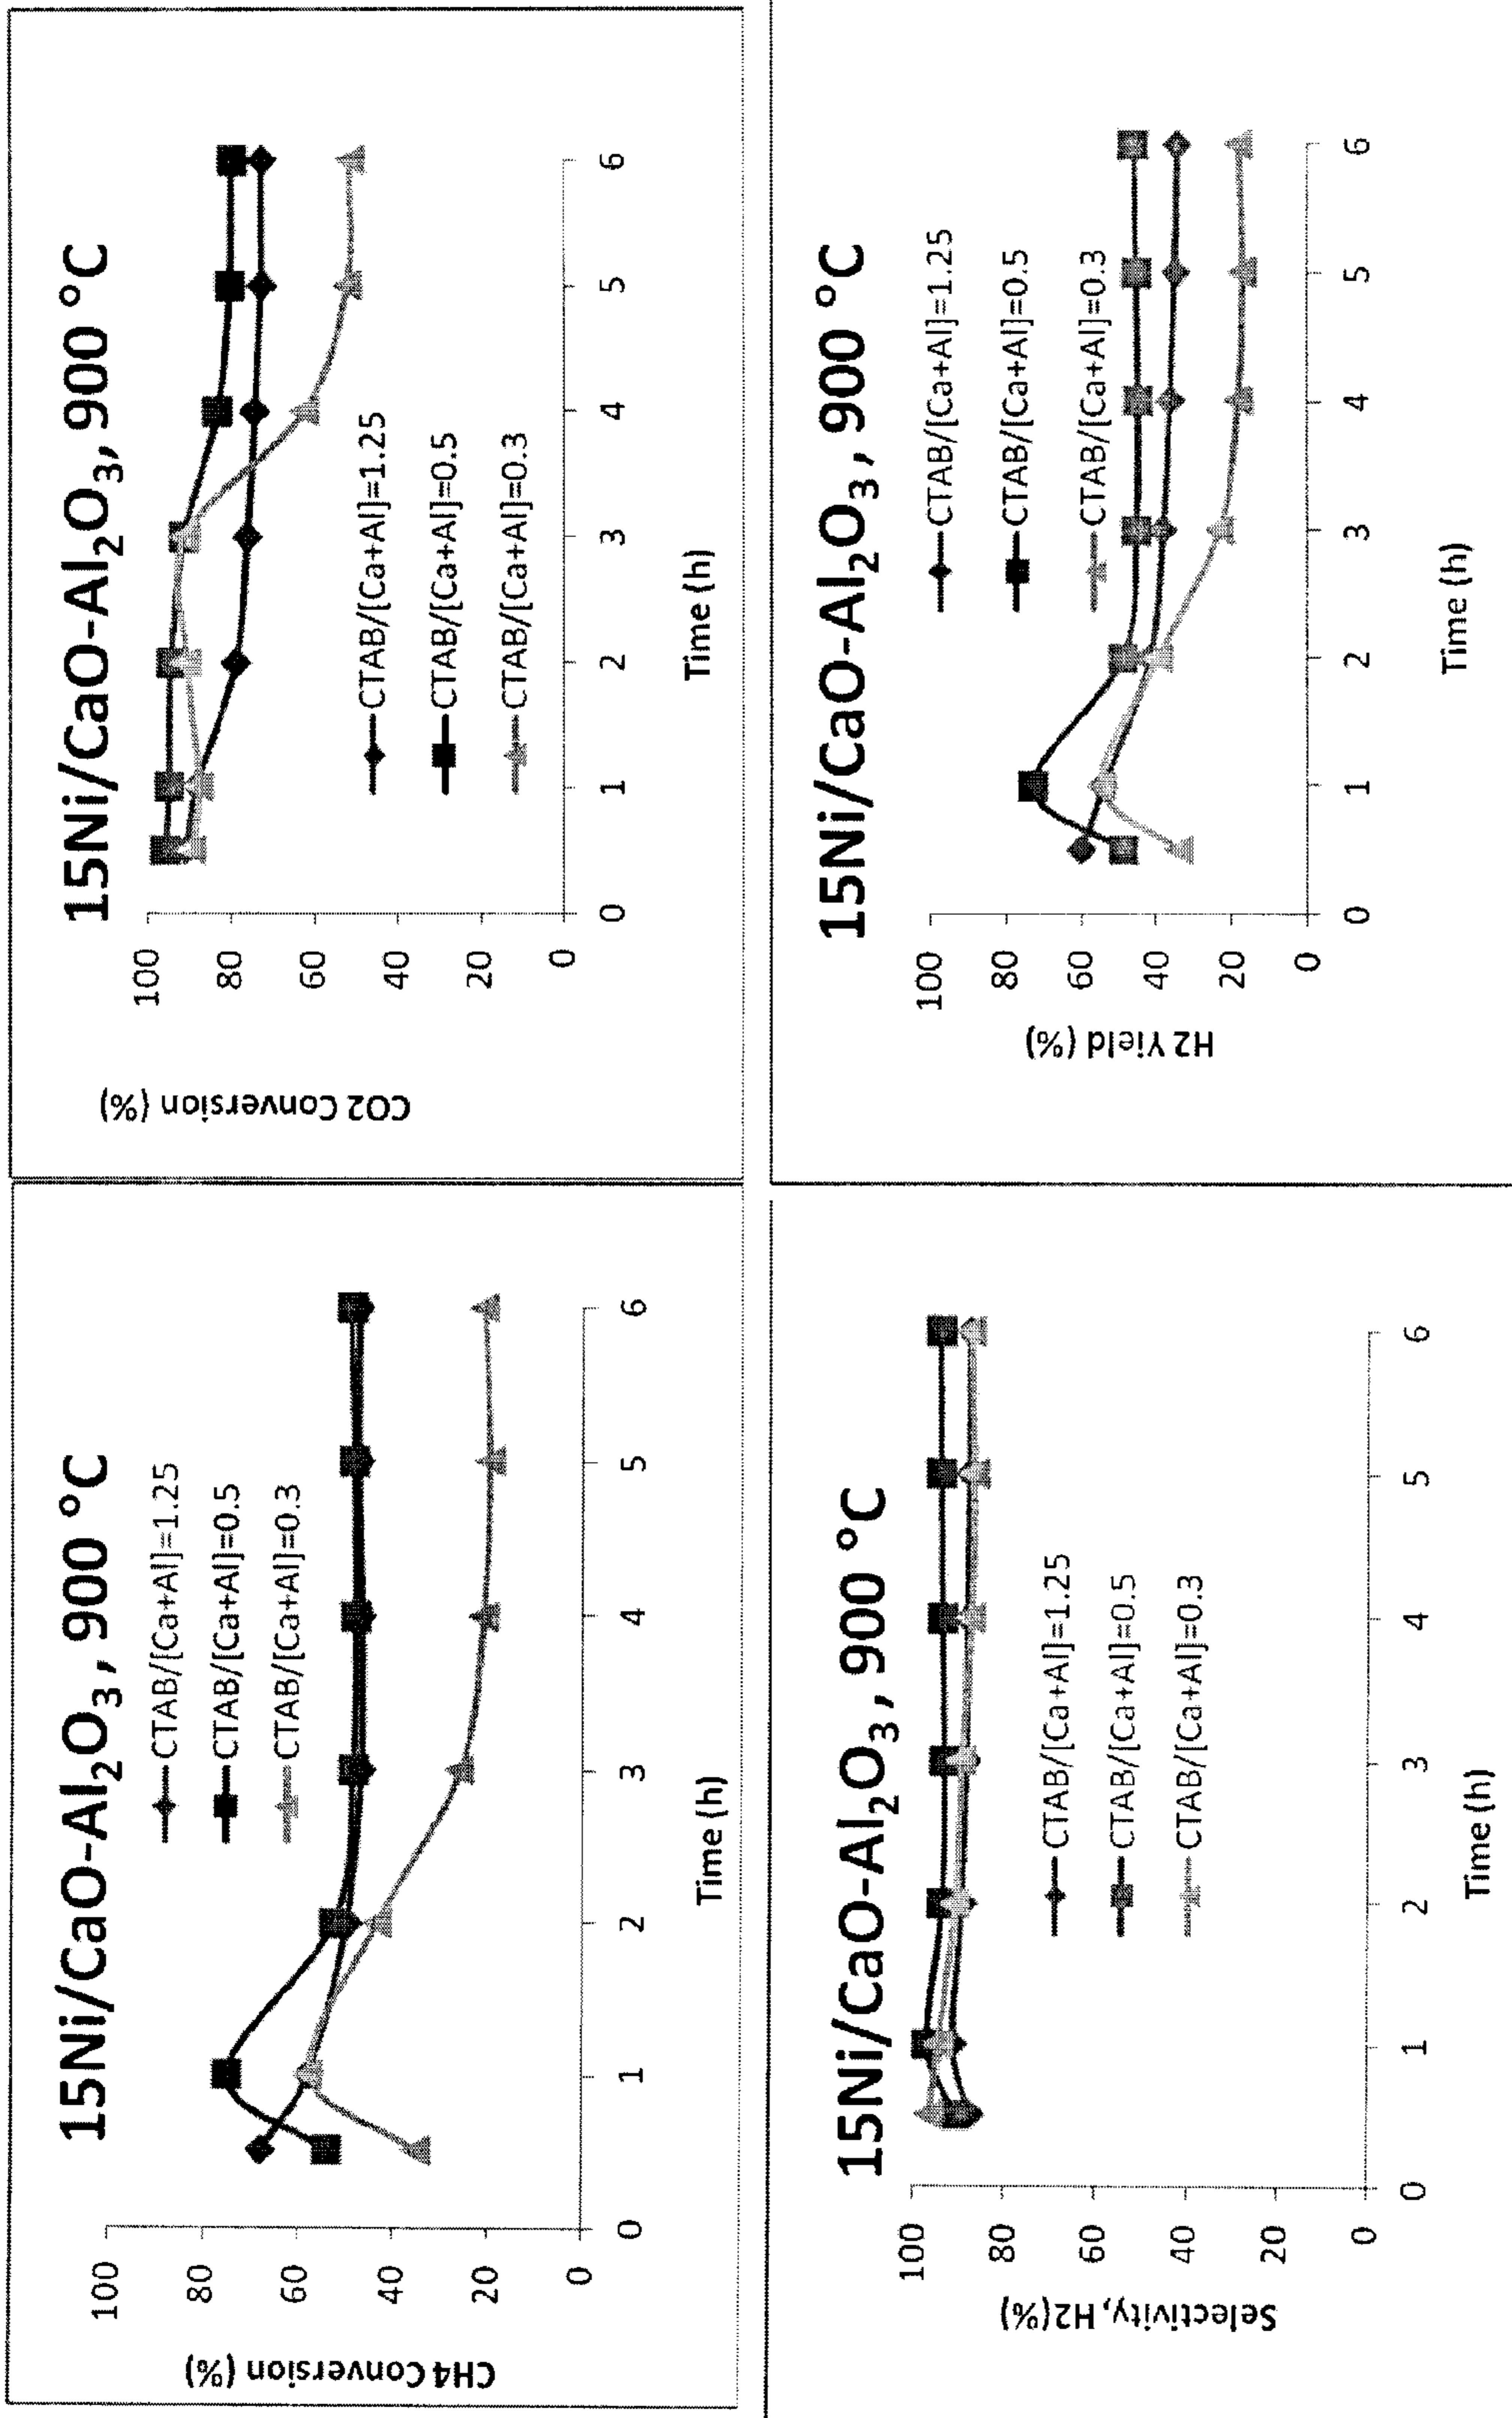 15Ni/CaO-Al₂O₃, 900 °C
CTAB/[Ca+Al]=1.25
CTAB/[Ca+Al]=0.5
CTAB/[Ca+Al]=0.3
CH4 Conversion
(%)
100
80
60
40
20
0
0 1 2 3 4 5 6
Time (h)
15Ni/CaO-Al₂O₃, 900 °C
CO2 Conversion
(%)
100
80
60
40
20
0
CTAB/[Ca+Al]=1.25
CTAB/[Ca+Al]=0.5
CTAB/[Ca+Al]=0.3
0 1 2 3 4 5 6
Time (h)
15Ni/CaO-Al₂O₃, 900 °C
Selectivity, H2 (%)
100
80
60
40
20
0
CTAB/[Ca+Al]=1.25
CTAB/[Ca+Al]=0.5
CTAB/[Ca+Al]=0.3
0 1 2 3 4 5 6
Time (h)
15Ni/CaO-Al₂O₃, 900 °C
H2 Yield (%)
100
80
60
40
20
0
CTAB/[Ca+Al]=1.25
CTAB/[Ca+Al]=0.5
CTAB/[Ca+Al]=0.3
0 1 2 3 4 5 6
Time (h)